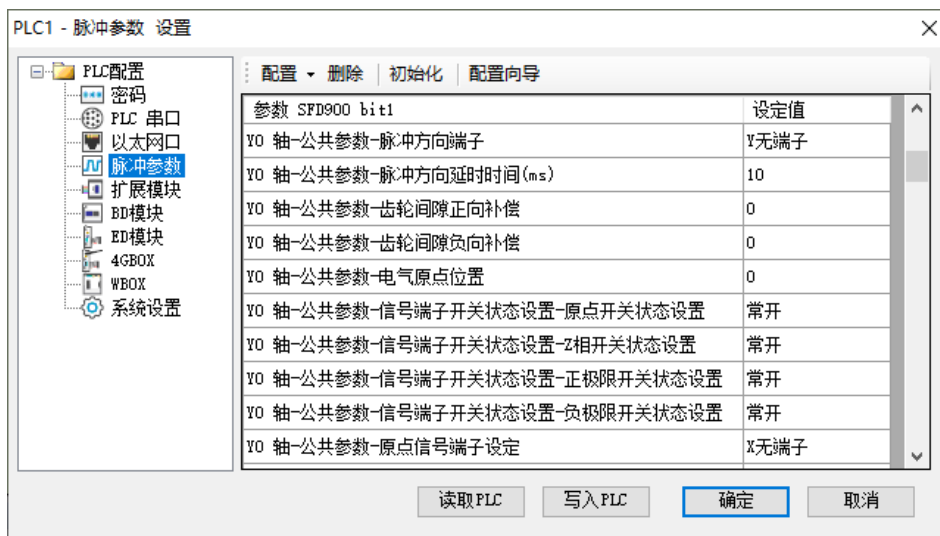 PLC1 - 脉冲参数 设置
PLC配置
密码
PLC 串口
以太网口
脉冲参数
扩展模块
BD模块
ED模块
4GBOX
WBOX
系统设置
配置 删除 初始化 配置向导
参数 SFD900 bit1 设定值
Y0 轴-公共参数-脉冲方向端子 Y无端子
Y0 轴-公共参数-脉冲方向延时时间(ms) 10
Y0 轴-公共参数-齿轮间隙正向补偿 0
Y0 轴-公共参数-齿轮间隙负向补偿 0
Y0 轴-公共参数-电气原点位置 0
Y0 轴-公共参数-信号端子开关状态设置-原点开关状态设置 常开
Y0 轴-公共参数-信号端子开关状态设置-Z相开关状态设置 常开
Y0 轴-公共参数-信号端子开关状态设置-正极限开关状态设置 常开
Y0 轴-公共参数-信号端子开关状态设置-负极限开关状态设置 常开
Y0 轴-公共参数-原点信号端子设定 X无端子
读取PLC 写入PLC 确定 取消